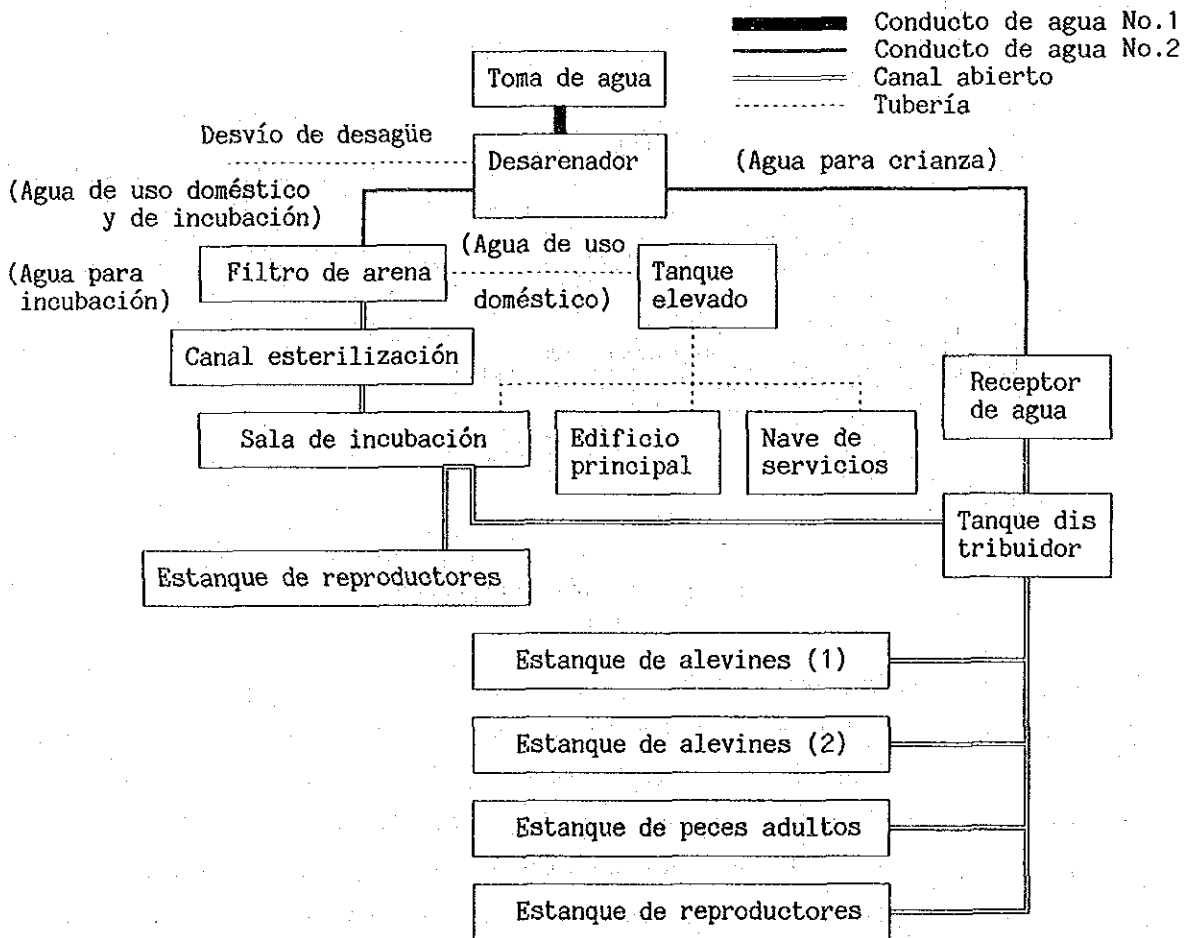 Conducto de agua No.1
Conducto de agua No.2
Canal abierto
Tubería
Toma de agua
Desvío de desagüe
Desarenador
(Agua para crianza)
(Agua de uso doméstico
y de incubación)
(Agua para
incubación)
Filtro de arena
(Agua de uso
doméstico)
Tanque
elevado
Canal esterilización
Receptor
de agua
Sala de incubación
Edificio
principal
Nave de
servicios
Tanque dis
tribuidor
Estanque de reproductores
Estanque de alevines (1)
Estanque de alevines (2)
Estanque de peces adultos
Estanque de reproductores